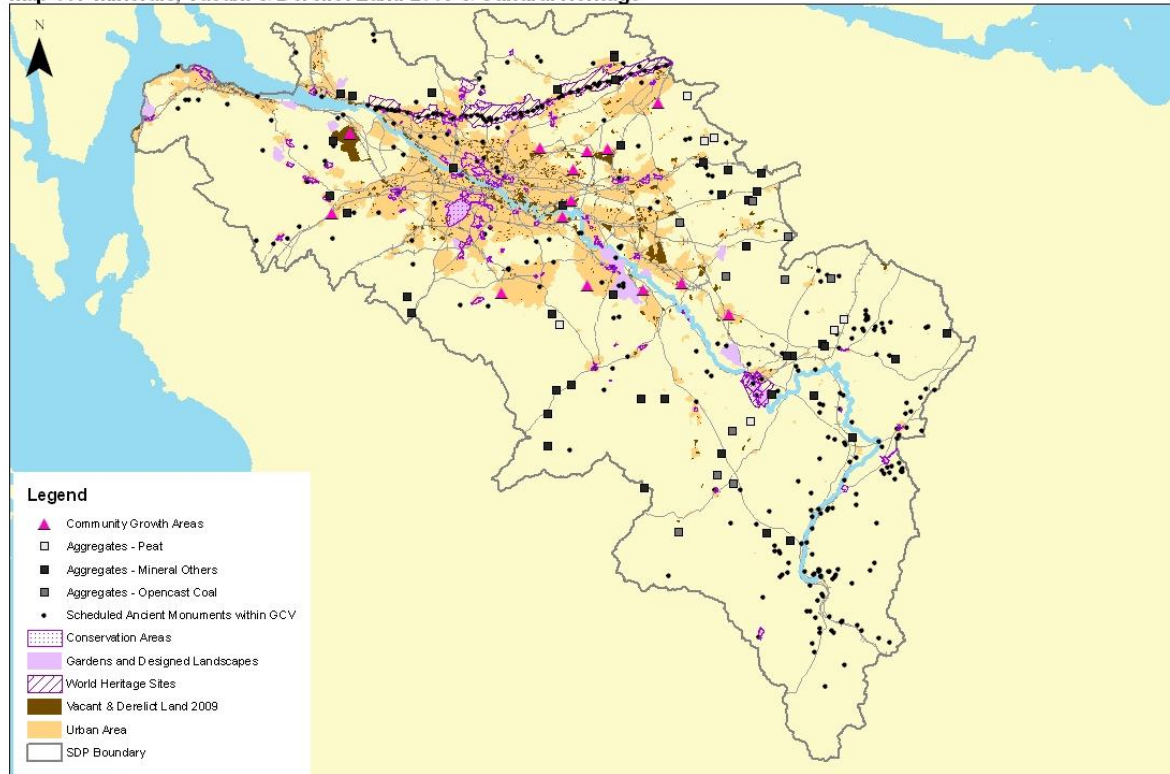 N
Legend
Community Growth Areas
Aggregates - Peat
Aggregates - Mineral Others
Aggregates - Opencast Coal
Scheduled Ancient Monuments within GCV
Conservation Areas
Gardens and Designed Landscapes
World Heritage Sites
Vacant & Derelict Land 2009
Urban Area
SDP Boundary